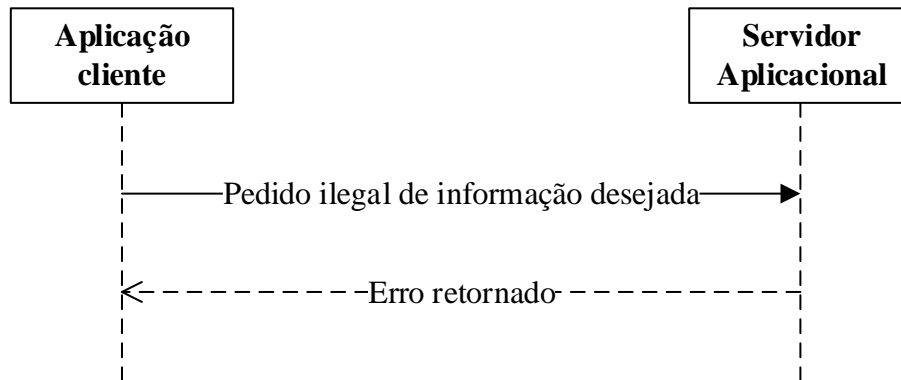 Aplicação
cliente
Servidor
Aplicacional
Pedido ilegal de informação desejada
Erro retornado